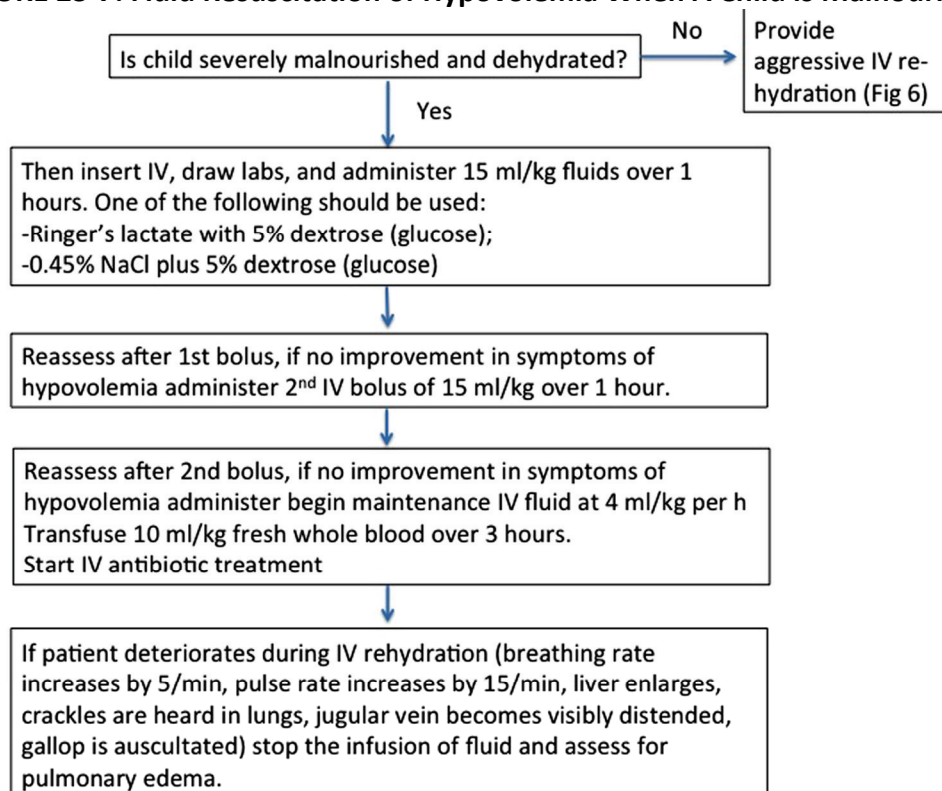 Fluid Resuscitation of Hypovolemia When A Child Is
No
Provide
aggressive IV re-
hydration (Fig 6)
Is child severely malnourished and dehydrated?
Yes
Then insert IV, draw labs, and administer 15 ml/kg fluids over 1
hours. One of the following should be used:
-Ringer's lactate with 5% dextrose (glucose);
-0.45% NaCl plus 5% dextrose (glucose)
Reassess after 1st bolus, if no improvement in symptoms of
hypovolemia administer 2nd IV bolus of 15 ml/kg over 1 hour.
Reassess after 2nd bolus, if no improvement in symptoms of
hypovolemia administer begin maintenance IV fluid at 4 ml/kg per h
Transfuse 10 ml/kg fresh whole blood over 3 hours.
Start IV antibiotic treatment
If patient deteriorates during IV rehydration (breathing rate
increases by 5/min, pulse rate increases by 15/min, liver enlarges,
crackles are heard in lungs, jugular vein becomes visibly distended,
gallop is auscultated) stop the infusion of fluid and assess for
pulmonary edema.